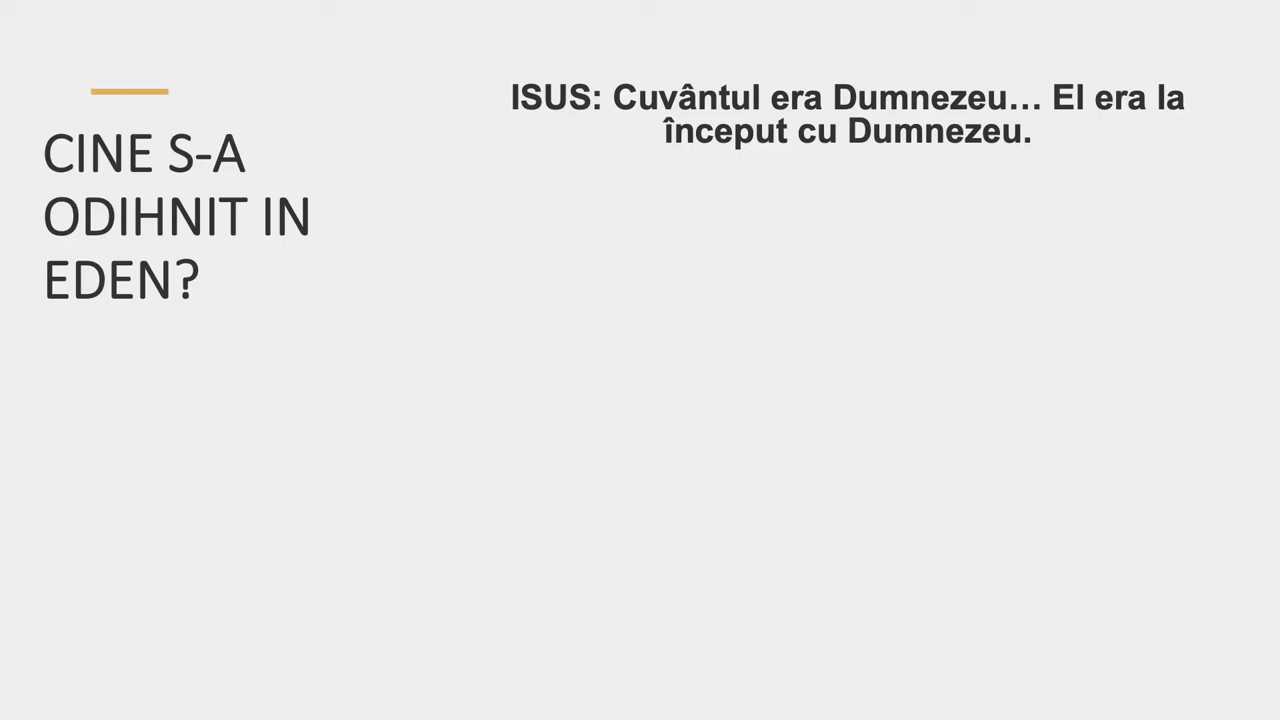 CINE S-A
ODIHNIT IN
EDEN?
ISUS: Cuvântul era Dumnezeu… El era la
început cu Dumnezeu.